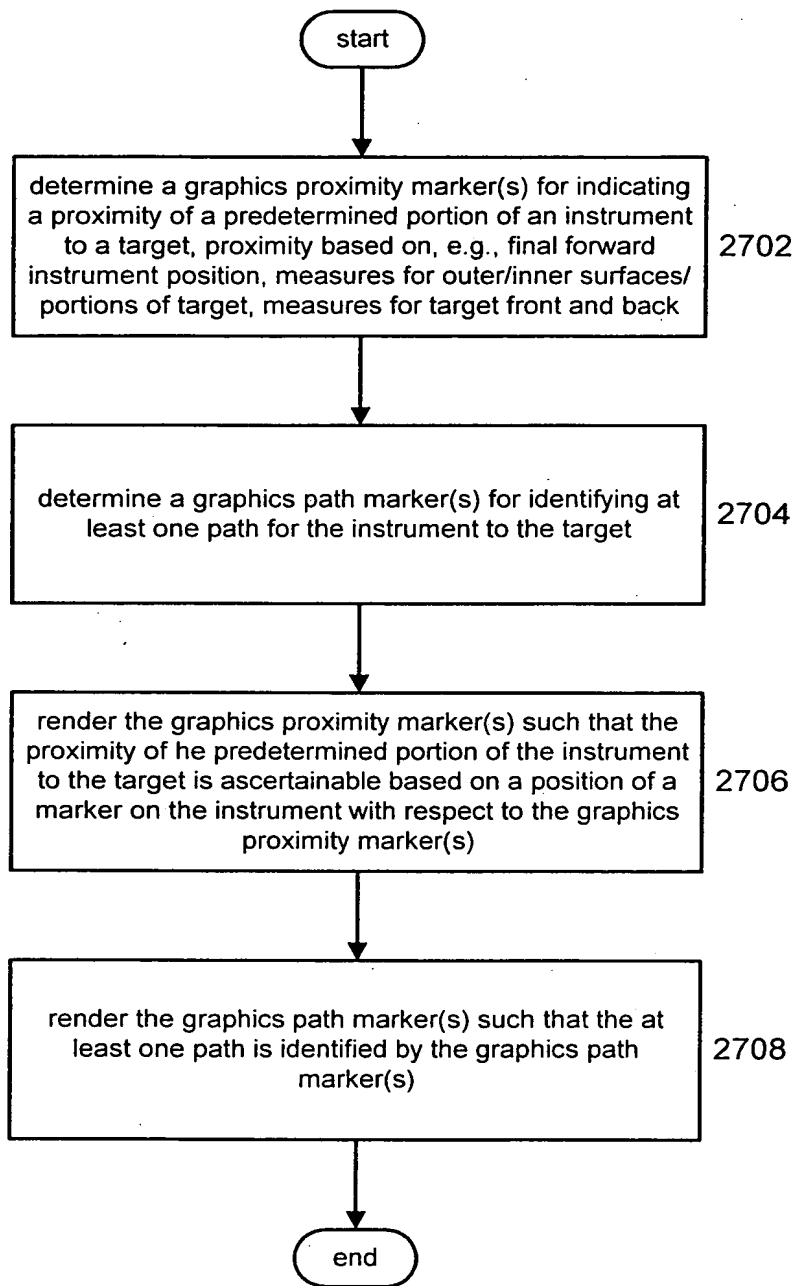 start
determine a graphics proximity marker(s) for indicating
a proximity of a predetermined portion of an instrument
to a target, proximity based on, e.g., final forward
instrument position, measures for outer/inner surfaces/
portions of target, measures for target front and back
2702
determine a graphics path marker(s) for identifying at
least one path for the instrument to the target
2704
render the graphics proximity marker(s) such that the
proximity of he predetermined portion of the instrument
to the target is ascertainable based on a position of a
marker on the instrument with respect to the graphics
proximity marker(s)
2706
render the graphics path marker(s) such that the at
least one path is identified by the graphics path
marker(s)
2708
end